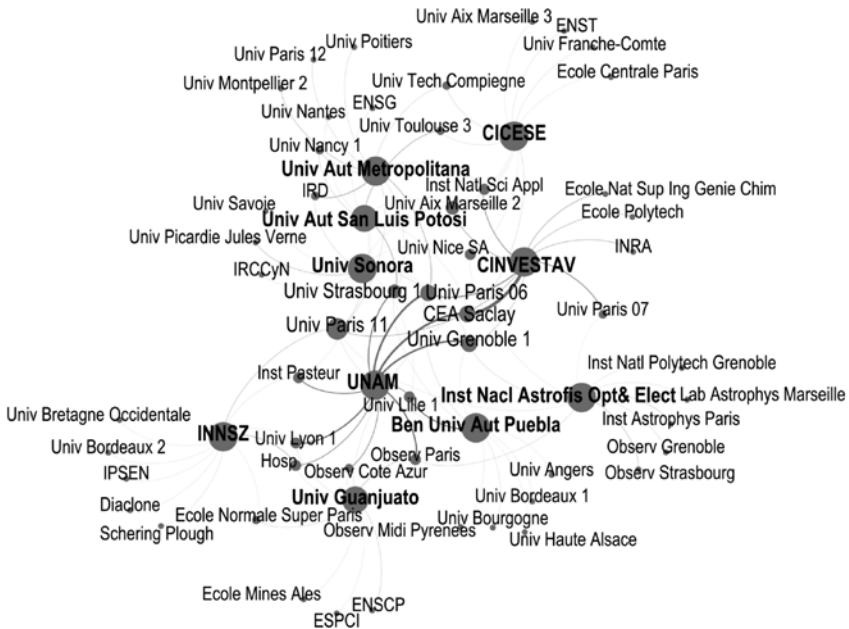 Univ Aix Marseille 3
ENST
Univ Poitiers
Univ Franche-Comte
Univ Paris 12
Ecole Centrale Paris
Univ Montpellier 2
Univ Tech Compiegne
ENSG
Univ Nantes
Univ Toulouse 3
CICESE
Univ Nancy 1
Univ Aut Metropolitana
IRD
Inst Natl Sci Appl
Ecole Nat Sup Ing Genie Chim
Univ Savoie
Univ Aix Marseille 2
Ecole Polytech
Univ Aut San Luis Potosi
Univ Picardie Jules Verne
Univ Nice SA
INRA
IRCCyN
Univ Sonora
CINVESTAV
Univ Strasbourg 1
Univ Paris 06
Univ Paris 07
CEA Saclay
Univ Paris 11
Univ Grenoble 1
Inst Natl Polytech Grenoble
Inst Pasteur
UNAM
Inst Nacl Astrofis Opt& Elect
Lab Astrophys Marseille
Univ Lille 1
Univ Bretagne Occidentale
Inst Astrophys Paris
INNSZ
Univ Lyon 1
Ben Univ Aut Puebla
Univ Bordeaux 2
Observ Grenoble
Hosp
Observ Paris
IPSEN
Observ Cote Azur
Univ Angers
Observ Strasbourg
Univ Guanjuato
Univ Bordeaux 1
Diaclone
Ecole Normale Super Paris
Univ Bourgogne
Schering Plough
Observ Midi Pyrenees
Univ Haute Alsace
Ecole Mines Ales
ENSCP
ESPCI